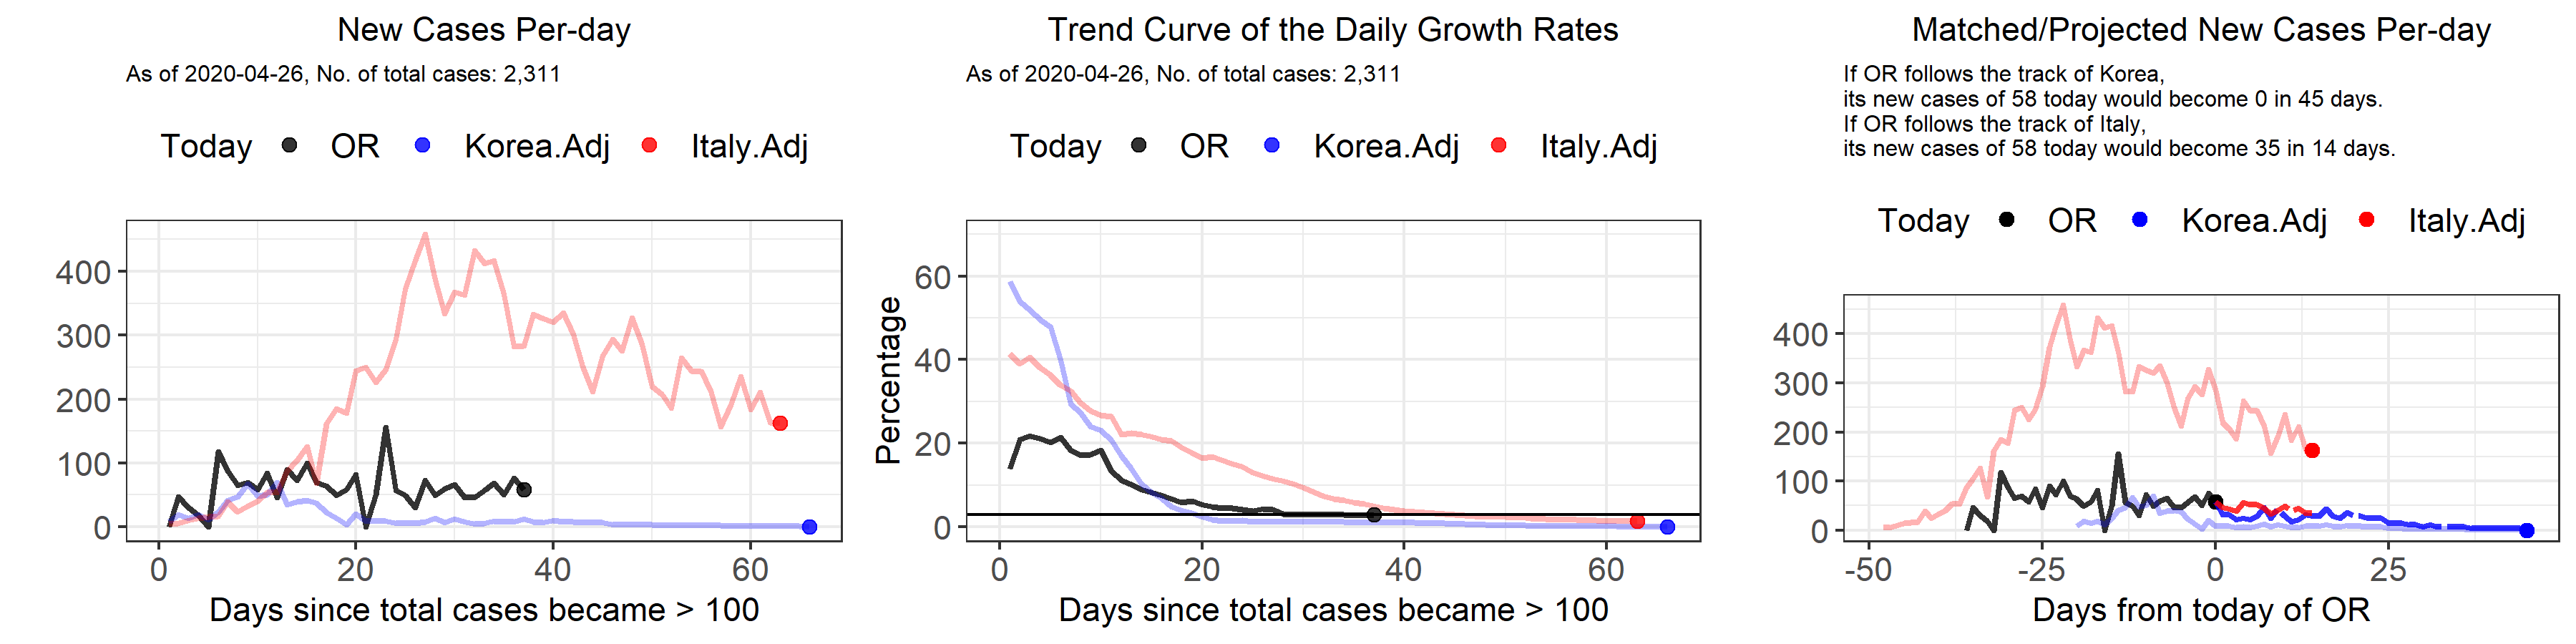 New Cases Per-day
As of 2020-04-26, No. of total cases: 2,311
Today OR Korea.Adj Italy.Adj
400
300
200
100
0
0 20 40 60
Days since total cases became > 100
Trend Curve of the Daily Growth Rates
As of 2020-04-26, No. of total cases: 2,311
Today OR Korea.Adj Italy.Adj
Percentage
60
40
20
0
0 20 40 60
Days since total cases became > 100
Matched/Projected New Cases Per-day
If OR follows the track of Korea,
its new cases of 58 today would become 0 in 45 days.
If OR follows the track of Italy,
its new cases of 58 today would become 35 in 14 days.
Today OR Korea.Adj Italy.Adj
400
300
200
100
0
-50 -25 0 25
Days from today of OR